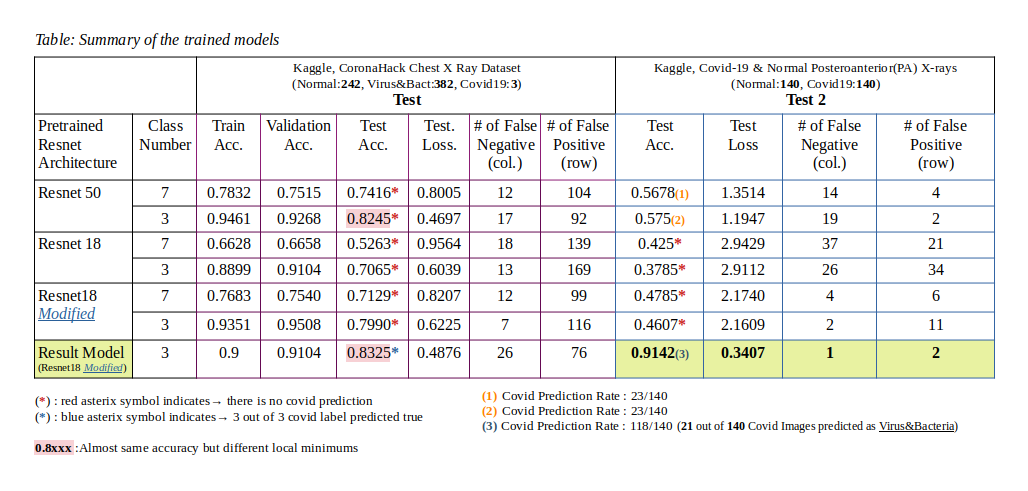 Table: Summary of the trained models
Kaggle, CoronaHack Chest X Ray Dataset
(Normal:242, Virus&Bact:382, Covid19:3)
Test
Kaggle, Covid-19 & Normal Posteroanterior(PA) X-rays
(Normal:140, Covid19:140)
Test 2
Pretrained Resnet Architecture Class Number Train Acc. Validation Acc. Test Acc. Test. Loss. # of False Negative (col.) # of False Positive (row) Test Acc. Test Loss # of False Negative (col.) # of False Positive (row)
Resnet 50 7 0.7832 0.7515 0.7416* 0.8005 12 104 0.5678(1) 1.3514 14 4
3 0.9461 0.9268 0.8245* 0.4697 17 92 0.575(2) 1.1947 19 2
Resnet 18 7 0.6628 0.6658 0.5263* 0.9564 18 139 0.425* 2.9429 37 21
3 0.8899 0.9104 0.7065* 0.6039 13 169 0.3785* 2.9112 26 34
Resnet18 7 0.7683 0.7540 0.7129* 0.8207 12 99 0.4785* 2.1740 4 6
Modified
3 0.9351 0.9508 0.7990* 0.6225 7 116 0.4607* 2.1609 2 11
Result Model 3 0.9 0.9104 0.8325* 0.4876 26 76 0.9142(3) 0.3407 1 2
(Resnet18 Modified)
(*) : red asterix symbol indicates→ there is no covid prediction
(*) : blue asterix symbol indicates→ 3 out of 3 covid label predicted true
0.8xxx :Almost same accuracy but different local minimums
(1) Covid Prediction Rate : 23/140
(2) Covid Prediction Rate : 23/140
(3) Covid Prediction Rate : 118/140 (21 out of 140 Covid Images predicted as Virus&Bacteria)